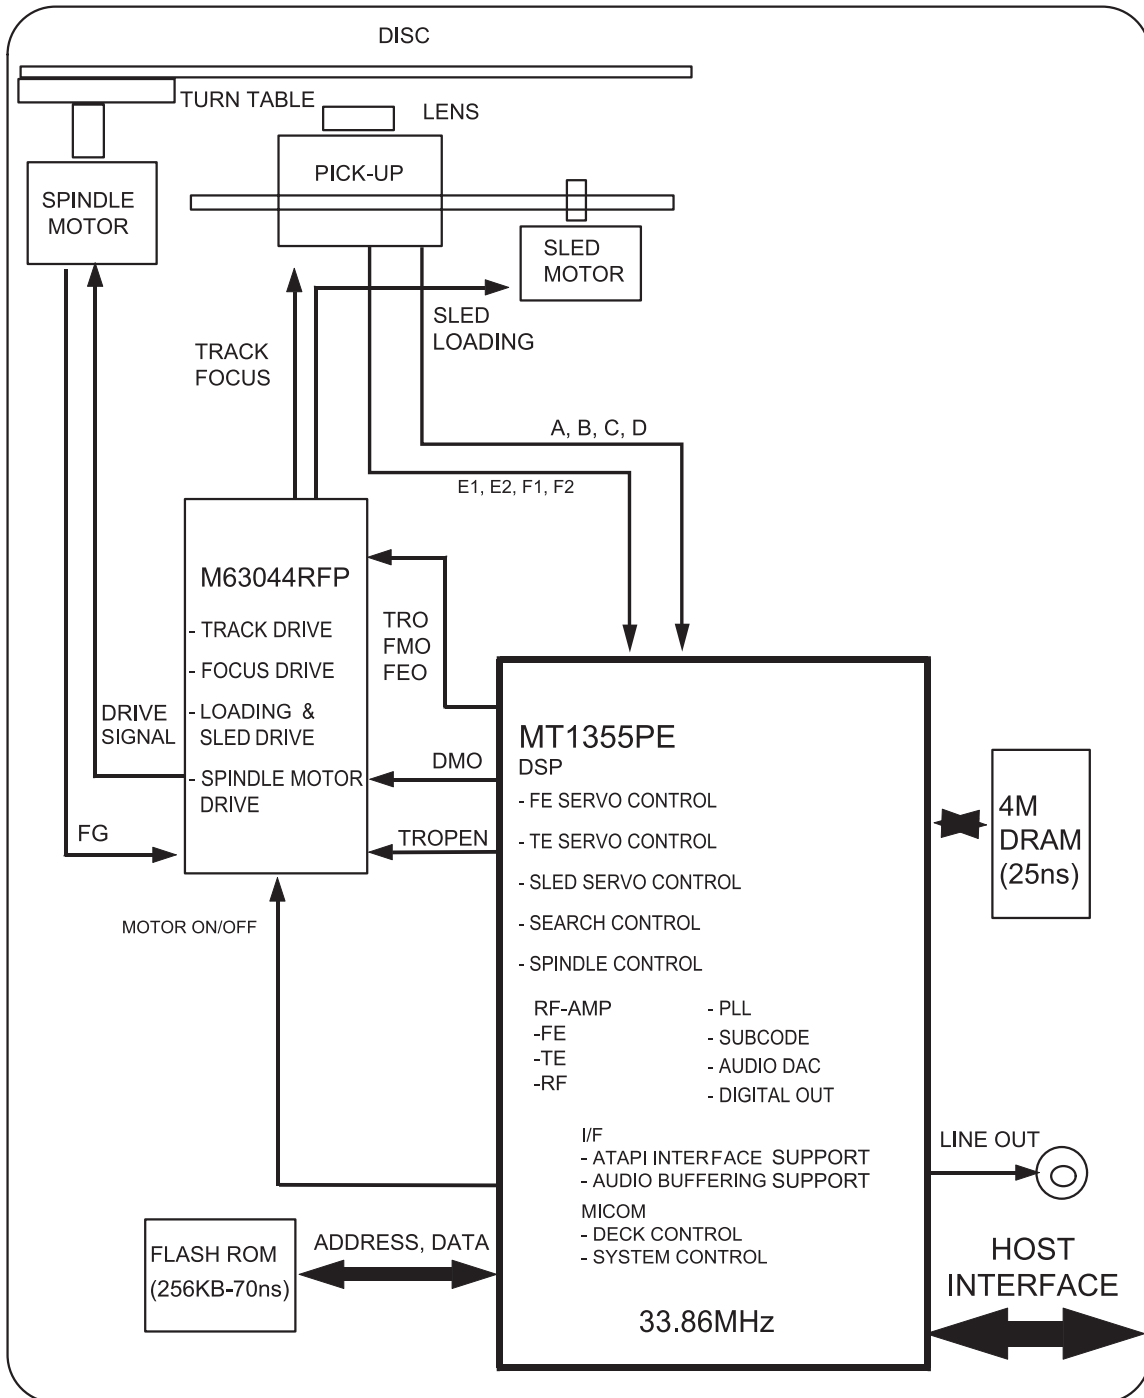 DISC
TURN TABLE
LENS
PICK-UP
SPINDLE
MOTOR
SLED
MOTOR
SLED
LOADING
TRACK
FOCUS
A, B, C, D
E1, E2, F1, F2
M63044RFP
- TRACK DRIVE
- FOCUS DRIVE
- LOADING &
SLED DRIVE
- SPINDLE MOTOR
DRIVE
TRO
FMO
FEO
DRIVE
SIGNAL
DMO
FG
TROPEN
MOTOR ON/OFF
MT1355PE
DSP
- FE SERVO CONTROL
- TE SERVO CONTROL
- SLED SERVO CONTROL
- SEARCH CONTROL
- SPINDLE CONTROL
RF-AMP
-FE
-TE
-RF
- PLL
- SUBCODE
- AUDIO DAC
- DIGITAL OUT
I/F
- ATAPI INTERFACE SUPPORT
- AUDIO BUFFERING SUPPORT
MICOM
- DECK CONTROL
- SYSTEM CONTROL
33.86MHz
4M
DRAM
(25ns)
LINE OUT
HOST
INTERFACE
FLASH ROM
(256KB-70ns)
ADDRESS, DATA